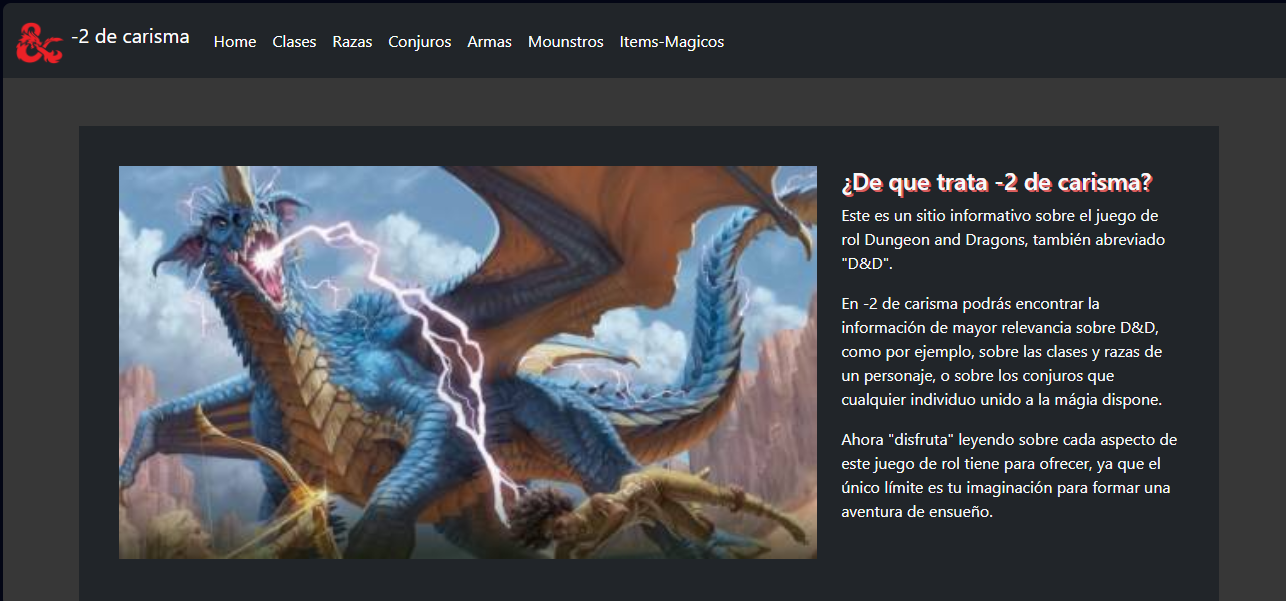 -2 de carisma
Home Clases Razas Conjuros Armas Mounstros Items-Magicos
¿De que trata -2 de carisma?
Este es un sitio informativo sobre el juego de
rol Dungeon and Dragons, también abreviado
"D&D".
En -2 de carisma podrás encontrar la
información de mayor relevancia sobre D&D,
como por ejemplo, sobre las clases y razas de
un personaje, o sobre los conjuros que
cualquier individuo unido a la mágia dispone.
Ahora "disfruta" leyendo sobre cada aspecto de
este juego de rol tiene para ofrecer, ya que el
único límite es tu imaginación para formar una
aventura de ensueño.